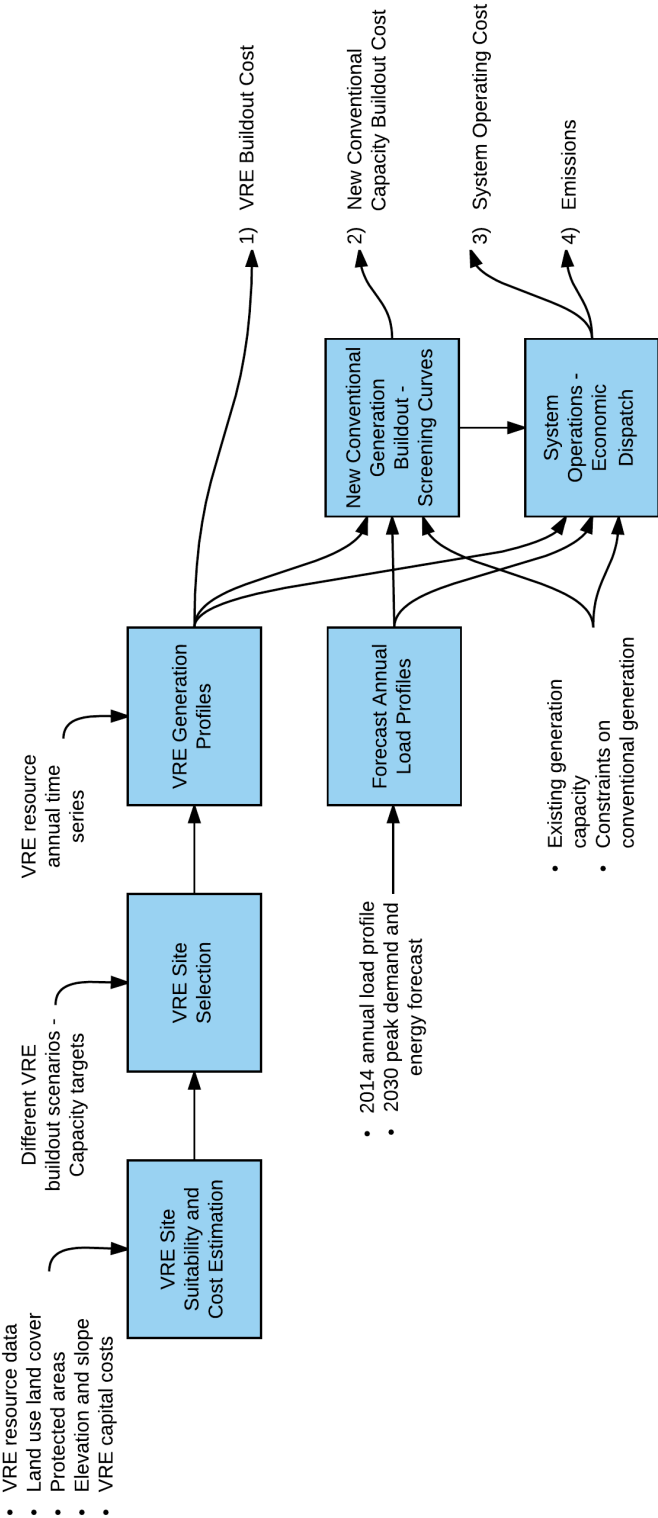 • VRE resource data
• Land use land cover
• Protected areas
• Elevation and slope
• VRE capital costs
VRE Site
Suitability and
Cost Estimation
Different VRE
buildout scenarios -
Capacity targets
VRE Site
Selection
VRE resource
annual time
series
VRE Generation
Profiles
• 2014 annual load profile
• 2030 peak demand and
energy forecast
Forecast Annual
Load Profiles
• Existing generation
capacity
• Constraints on
conventional generation
New Conventional
Generation
Buildout -
Screening Curves
System
Operations -
Economic
Dispatch
1) VRE Buildout Cost
2) New Conventional
Capacity Buildout Cost
3) System Operating Cost
4) Emissions